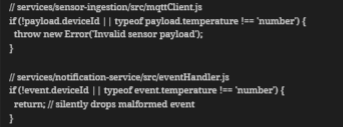 // services/sensor-ingestion/src/mqttClient.js
if (!payload.deviceId || typeof payload.temperature !== 'number') {
  throw new Error('Invalid sensor payload');
}

// services/notification-service/src/eventHandler.js
if (!event.deviceId || typeof event.temperature !== 'number') {
  return; // silently drops malformed event
}